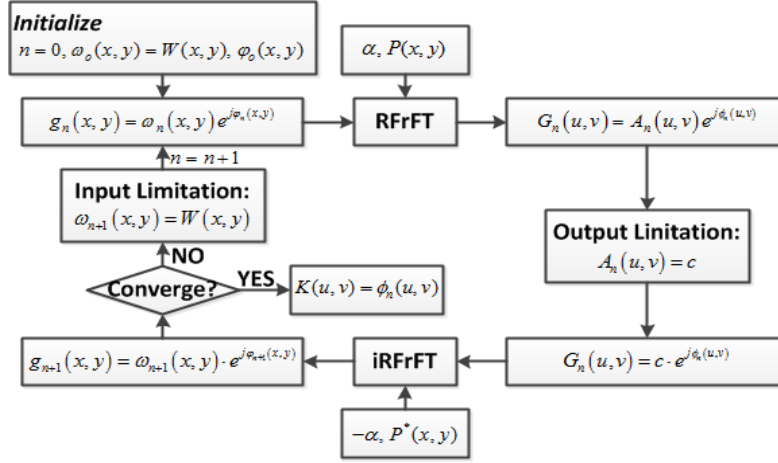 Initialize
n = 0, ω_o(x, y) = W(x, y), φ_o(x, y)
α, P(x, y)
g_n(x, y) = ω_n(x, y) e^{jφ_n(x,y)}
RFrFT
G_n(u, v) = A_n(u, v) e^{jϕ_n(u,v)}
n = n+1
Input Limitation:
ω_{n+1}(x, y) = W(x, y)
Output Linitation:
A_n(u, v) = c
NO
Converge?
YES
K(u, v) = ϕ_n(u, v)
g_{n+1}(x, y) = ω_{n+1}(x, y) · e^{jφ_{n+1}(x,y)}
iRFrFT
G_n(u, v) = c · e^{jϕ_n(u,v)}
−α, P^*(x, y)